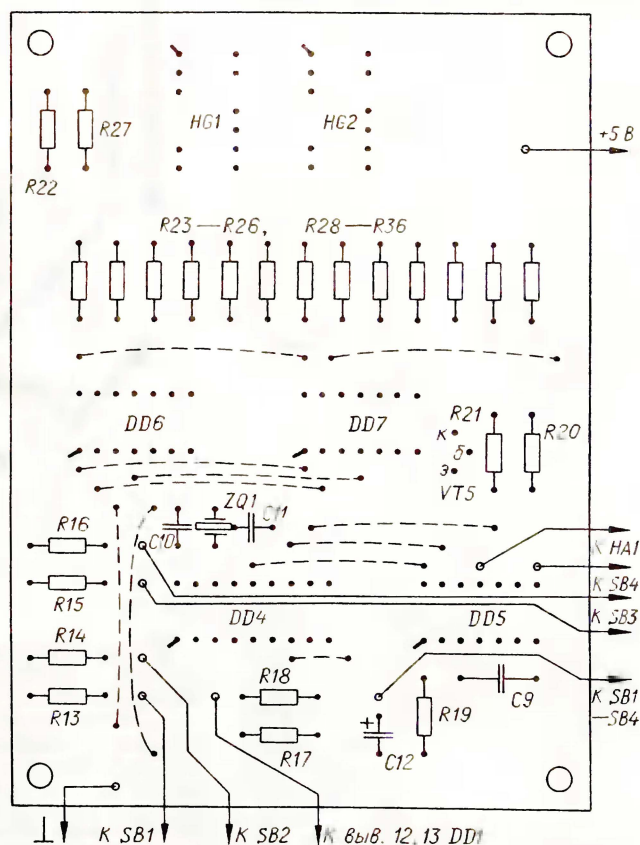 HG1 HG2
R27
+5 В
R22
R23—R26, R28—R36
DD6 DD7
R21 R20
к
б
э
VT5
ZQ1
C11
C10
R16
К HA1
R15
К SB4
К SB3
R14
DD4 DD5
R18
C9
К SB1
—SB4
R13
R19
R17
C12
+
К SB1 К SB2 К выв. 12, 13 DD1